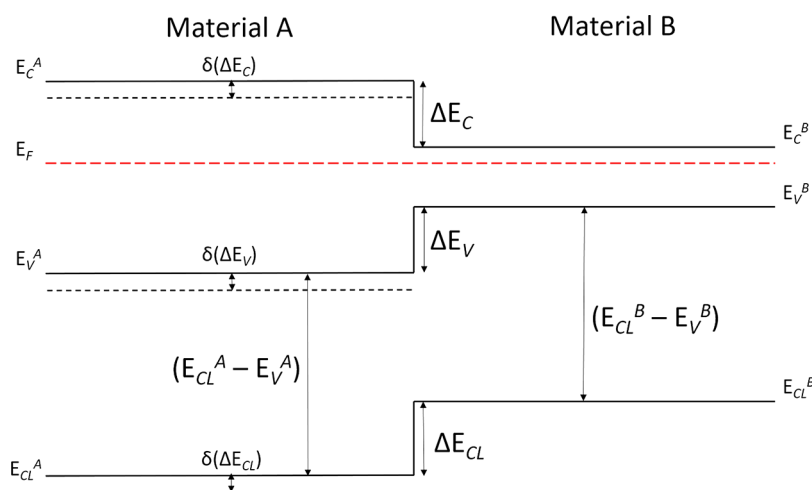 Material A
Material B
E_C^A
δ(ΔE_C)
ΔE_C
E_C^B
E_F
E_V^B
E_V^A
δ(ΔE_V)
ΔE_V
(E_CL^A – E_V^A)
(E_CL^B – E_V^B)
E_CL^B
ΔE_CL
E_CL^A
δ(ΔE_CL)